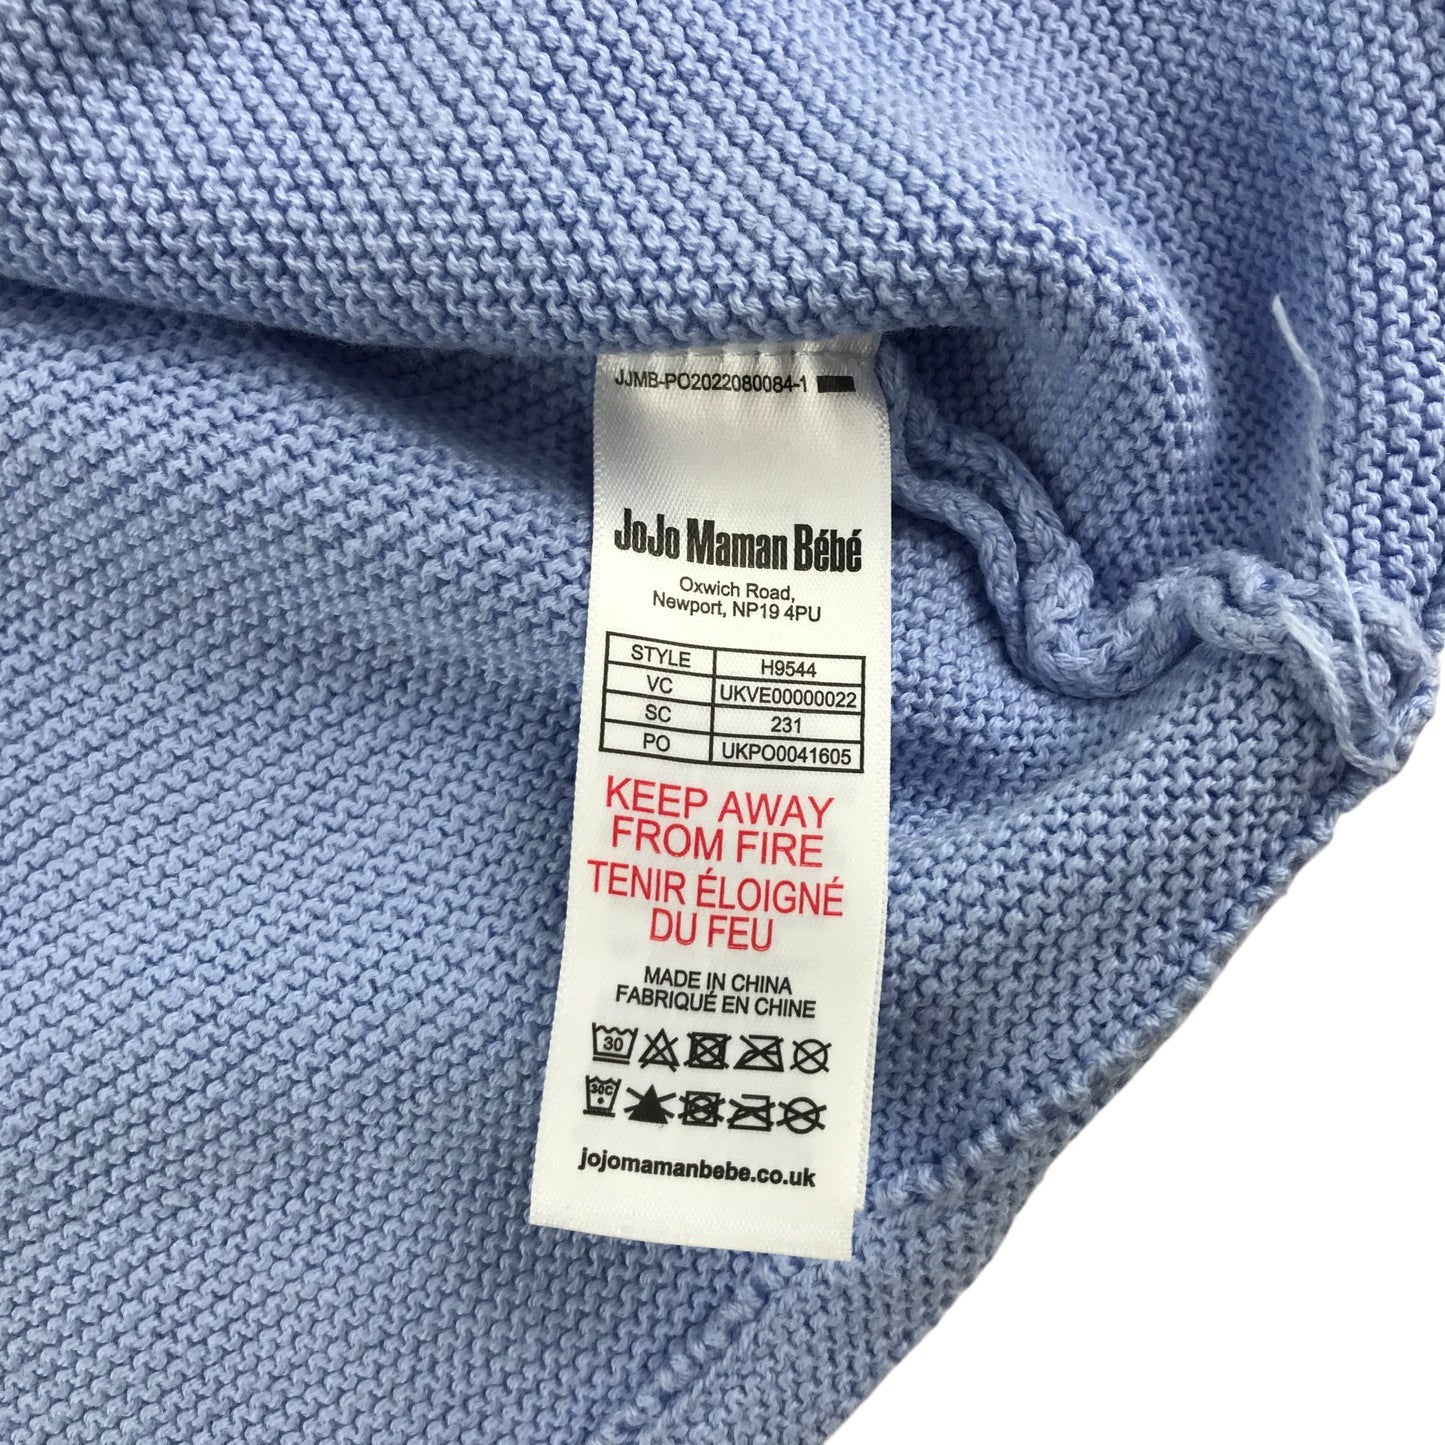 JJMB-PO2022080084-1
JoJo Maman Bébé
Oxwich Road,
Newport, NP19 4PU
STYLE H9544
VC UKVE00000022
SC 231
PO UKPO0041605
KEEP AWAY
FROM FIRE
TENIR ÉLOIGNÉ
DU FEU
MADE IN CHINA
FABRIQUÉ EN CHINE
30
30C
jojomamanbebe.co.uk